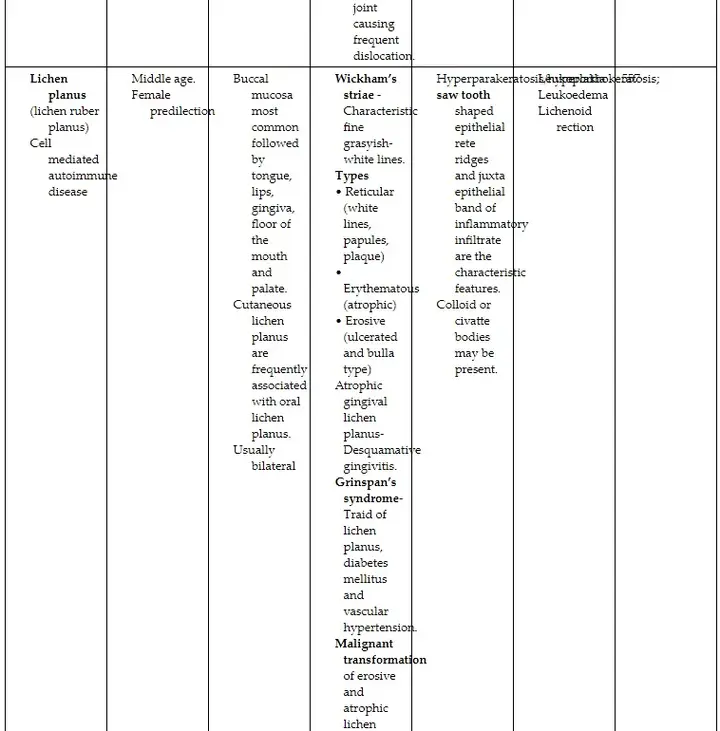 joint
causing
frequent
dislocation.
Lichen
planus
(lichen ruber
planus)
Cell
mediated
autoimmune
disease
Middle age.
Female
predilection
Buccal
mucosa
most
common
followed
by
tongue,
lips,
gingiva,
floor of
the
mouth
and
palate.
Cutaneous
lichen
planus
are
frequently
associated
with oral
lichen
planus.
Usually
bilateral
Wickham's
striae -
Characteristic
fine
grasyish-
white lines.
Types
• Reticular
(white
lines,
papules,
plaque)
•
Erythematous
(atrophic)
• Erosive
(ulcerated
and bulla
type)
Atrophic
gingival
lichen
planus-
Desquamative
gingivitis.
Grinspan's
syndrome-
Traid of
lichen
planus,
diabetes
mellitus
and
vascular
hypertension.
Malignant
transformation
of erosive
and
atrophic
lichen
Hyperparakeratosis,
saw tooth
shaped
epithelial
rete
ridges
and juxta
epithelial
band of
inflammatory
infiltrate
are the
characteristic
features.
Colloid or
civatte
bodies
may be
present.
Leukoedema
Lichenoid
rection